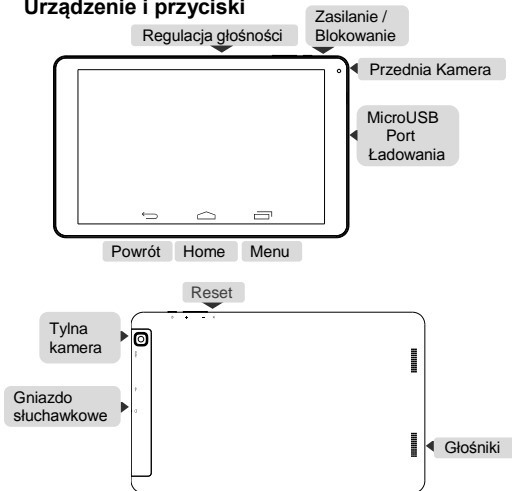 Urządzenie i przyciski
Zasilanie /
Blokowanie
Regulacja głośności
Przednia Kamera
MicroUSB
Port
Ładowania
Powrót
Home
Menu
Reset
Tylna
kamera
Gniazdo
słuchawkowe
Głośniki